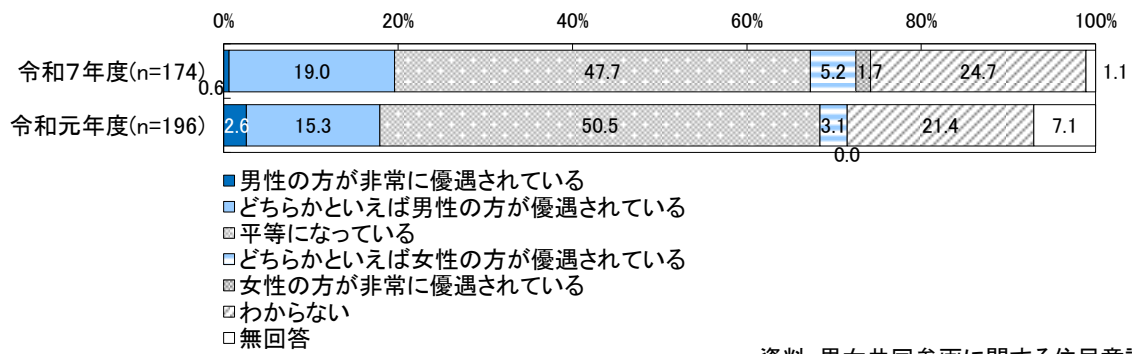 0% 20% 40% 60% 80% 100%
令和7年度(n=174) 0.6 19.0 47.7 5.2 1.7 24.7 1.1
令和元年度(n=196) 2.6 15.3 50.5 3.1 0.0 21.4 7.1
■男性の方が非常に優遇されている
□どちらかといえば男性の方が優遇されている
□平等になっている
□どちらかといえば女性の方が優遇されている
□女性の方が非常に優遇されている
□わからない
□無回答